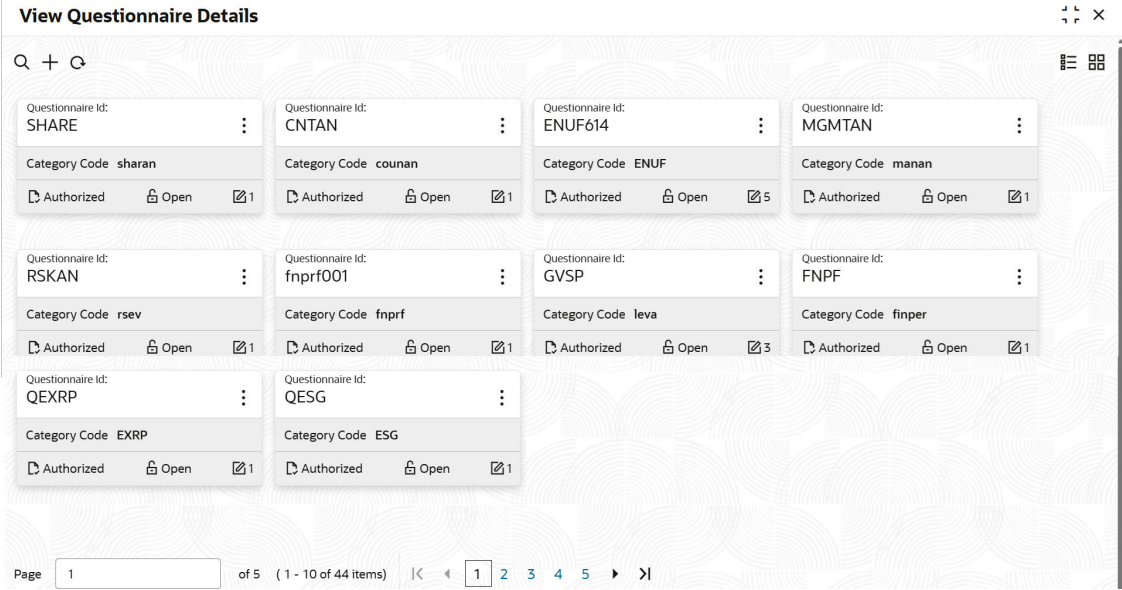 View Questionnaire Details
Questionnaire Id: Questionnaire Id: Questionnaire Id: Questionnaire Id:
SHARE CNTAN ENUF614 MGMTAN
Category Code sharan Category Code counan Category Code ENUF Category Code manan
Authorized Open 1 Authorized Open 1 Authorized Open 5 Authorized Open 1
Questionnaire Id: Questionnaire Id: Questionnaire Id: Questionnaire Id:
RSKAN fnprf001 GVSP FNPF
Category Code rsev Category Code fnprf Category Code leva Category Code finper
Authorized Open 1 Authorized Open 1 Authorized Open 3 Authorized Open 1
Questionnaire Id: Questionnaire Id:
QEXRP QESG
Category Code EXRP Category Code ESG
Authorized Open 1 Authorized Open 1
Page 1 of 5 ( 1 - 10 of 44 items) 1 2 3 4 5